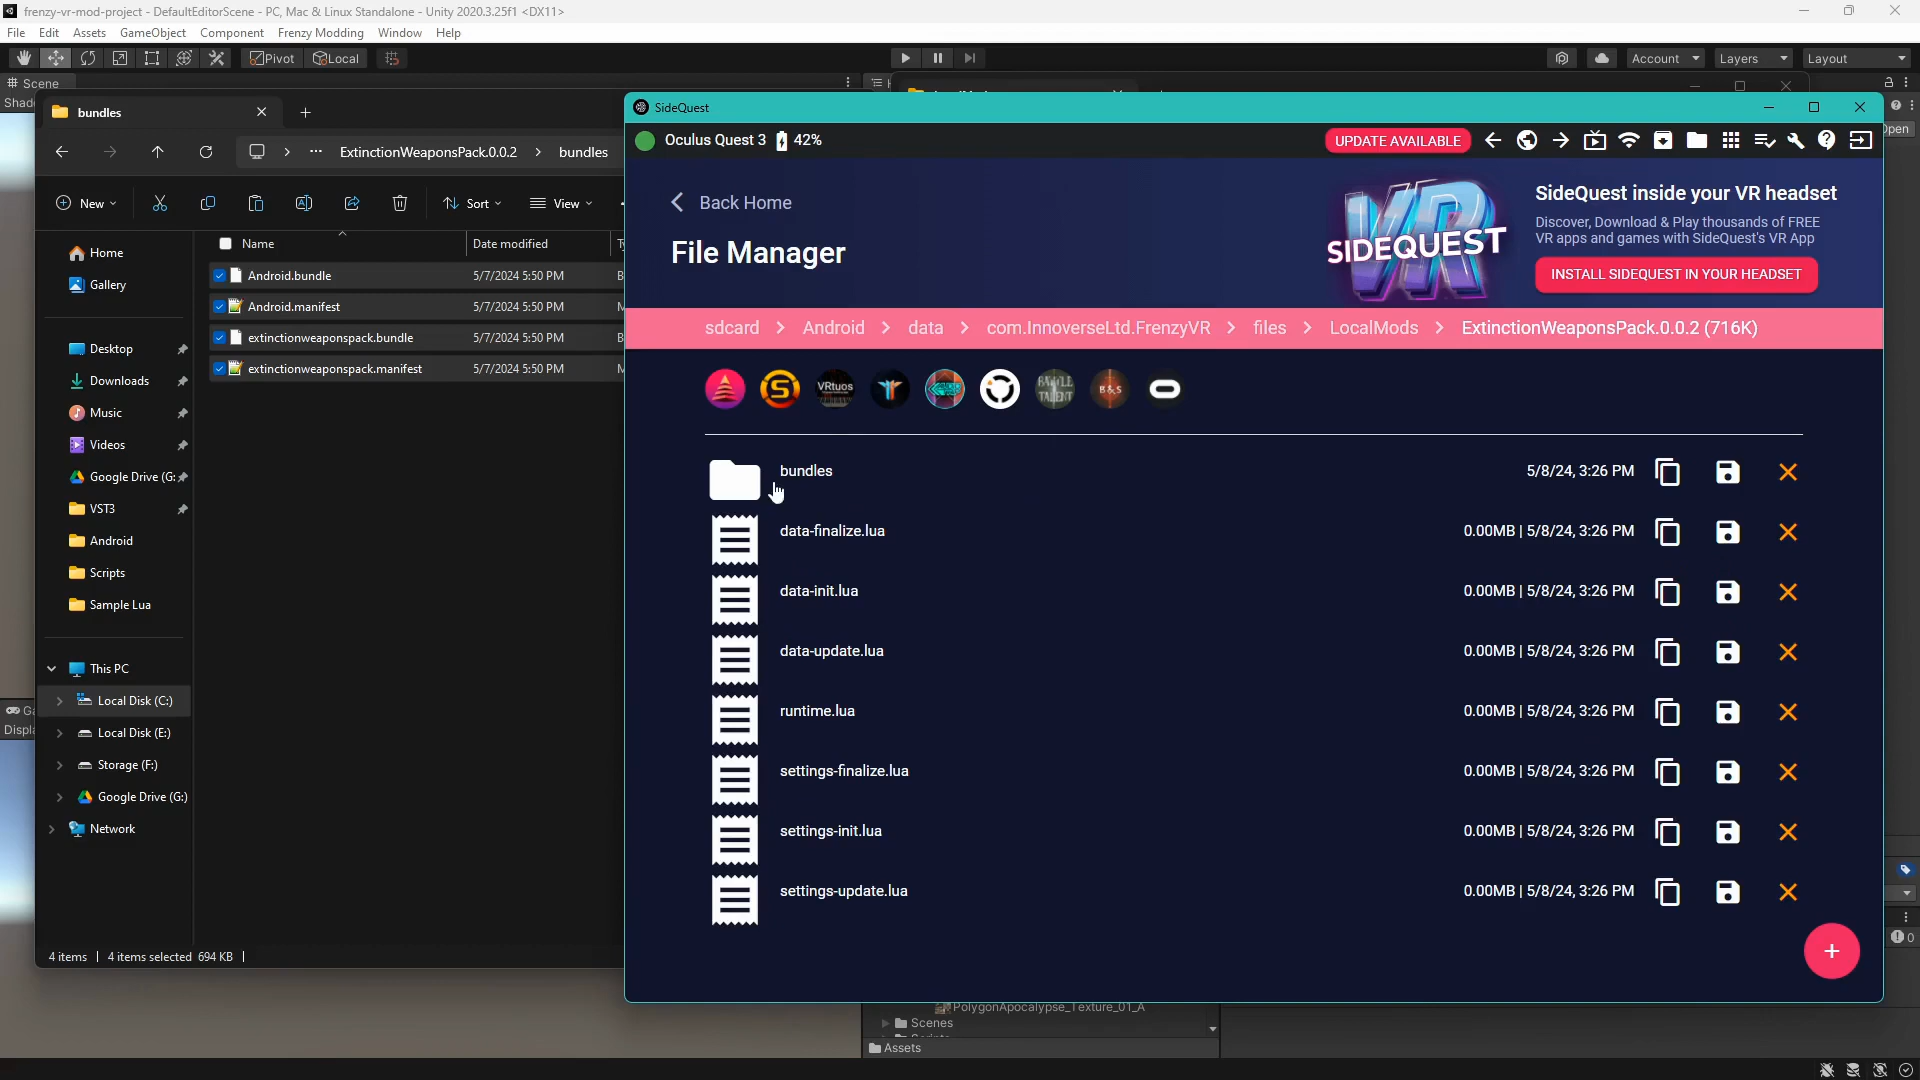 frenzy-vr-mod-project - DefaultEditorScene - PC, Mac & Linux Standalone - Unity 2020.3.25f1 <DX11>
File Edit Assets GameObject Component Frenzy Modding Window Help
Pivot Local Account Layers Layout
Scene
bundles
ExtinctionWeaponsPack.0.0.2 > bundles
New Sort View
Name Date modified
Home
Gallery
Desktop
Downloads
Music
Videos
Google Drive (G:
VST3
Android
Scripts
Sample Lua
This PC
Local Disk (C:)
Local Disk (E:)
Storage (F:)
Google Drive (G:)
Network
Android.bundle 5/7/2024 5:50 PM
Android.manifest 5/7/2024 5:50 PM
extinctionweaponspack.bundle 5/7/2024 5:50 PM
extinctionweaponspack.manifest 5/7/2024 5:50 PM
4 items 4 items selected 694 KB
SideQuest
Oculus Quest 3 42% UPDATE AVAILABLE
Back Home
File Manager
VR
SIDEQUEST
SideQuest inside your VR headset
Discover, Download & Play thousands of FREE
VR apps and games with SideQuest's VR App
INSTALL SIDEQUEST IN YOUR HEADSET
sdcard > Android > data > com.InnoverseLtd.FrenzyVR > files > LocalMods > ExtinctionWeaponsPack.0.0.2 (716K)
VRtuos
B&S
bundles 5/8/24, 3:26 PM
data-finalize.lua 0.00MB | 5/8/24, 3:26 PM
data-init.lua 0.00MB | 5/8/24, 3:26 PM
data-update.lua 0.00MB | 5/8/24, 3:26 PM
runtime.lua 0.00MB | 5/8/24, 3:26 PM
settings-finalize.lua 0.00MB | 5/8/24, 3:26 PM
settings-init.lua 0.00MB | 5/8/24, 3:26 PM
settings-update.lua 0.00MB | 5/8/24, 3:26 PM
PolygonApocalypse_Texture_01_A
Scenes
Assets